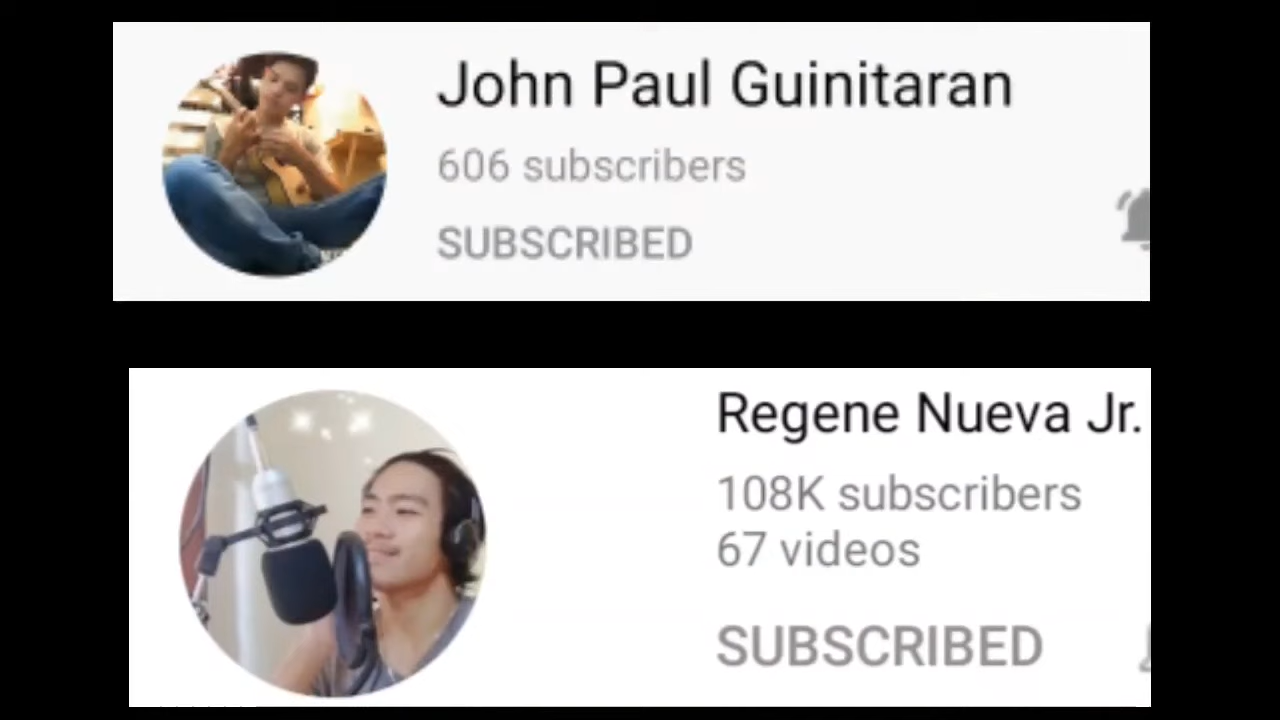 John Paul Guinitaran
606 subscribers
SUBSCRIBED
Regene Nueva Jr.
108K subscribers
67 videos
SUBSCRIBED